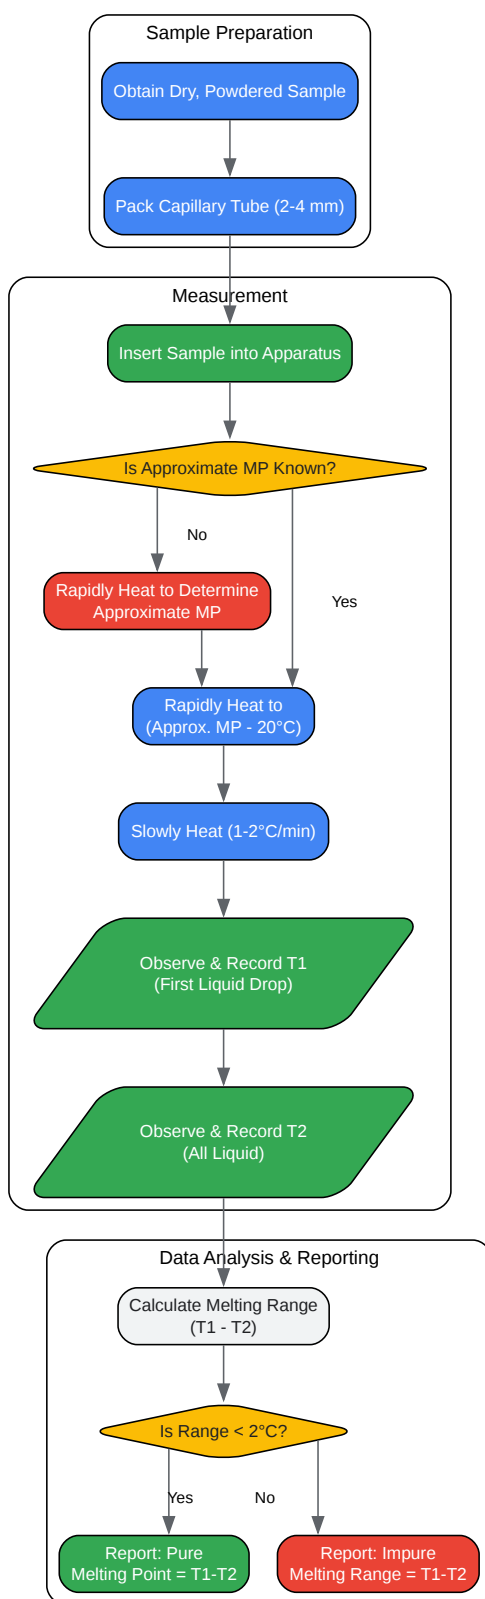 Sample Preparation
Obtain Dry, Powdered Sample
Pack Capillary Tube (2-4 mm)
Measurement
Insert Sample into Apparatus
Is Approximate MP Known?
No
Rapidly Heat to Determine
Approximate MP
Yes
Rapidly Heat to
(Approx. MP - 20°C)
Slowly Heat (1-2°C/min)
Observe & Record T1
(First Liquid Drop)
Observe & Record T2
(All Liquid)
Data Analysis & Reporting
Calculate Melting Range
(T1 - T2)
Is Range < 2°C?
Yes
No
Report: Pure
Melting Point = T1-T2
Report: Impure
Melting Range = T1-T2